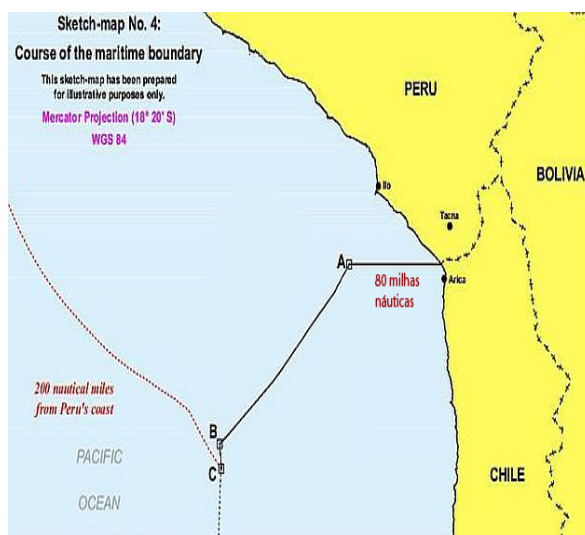 Sketch-map No. 4:
Course of the maritime boundary
This sketch-map has been prepared
for illustrative purposes only.
Mercator Projection (18° 20' S)
WGS 84
PERU
BOLIVIA
Ilo
Tacna
A
80 milhas
náuticas
Arica
200 nautical miles
from Peru's coast
B
C
PACIFIC
OCEAN
CHILE